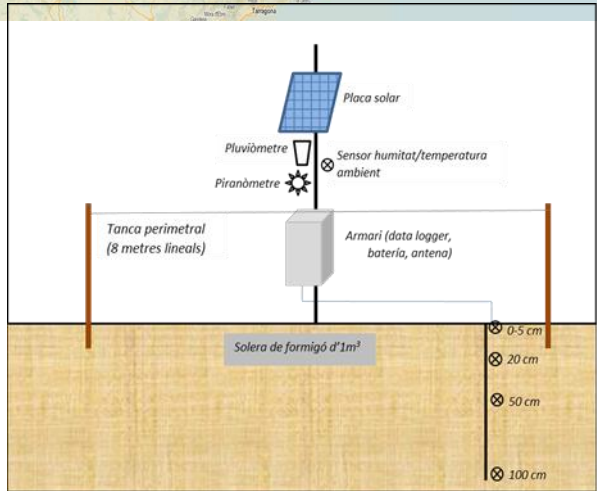 Tarragona
Placa solar
Pluviòmetre
Sensor humitat/temperatura
ambient
Piranòmetre
Tanca perimetral
(8 metres lineals)
Armari (data logger,
batería, antena)
0-5 cm
Solera de formigó d'1m³
20 cm
50 cm
100 cm